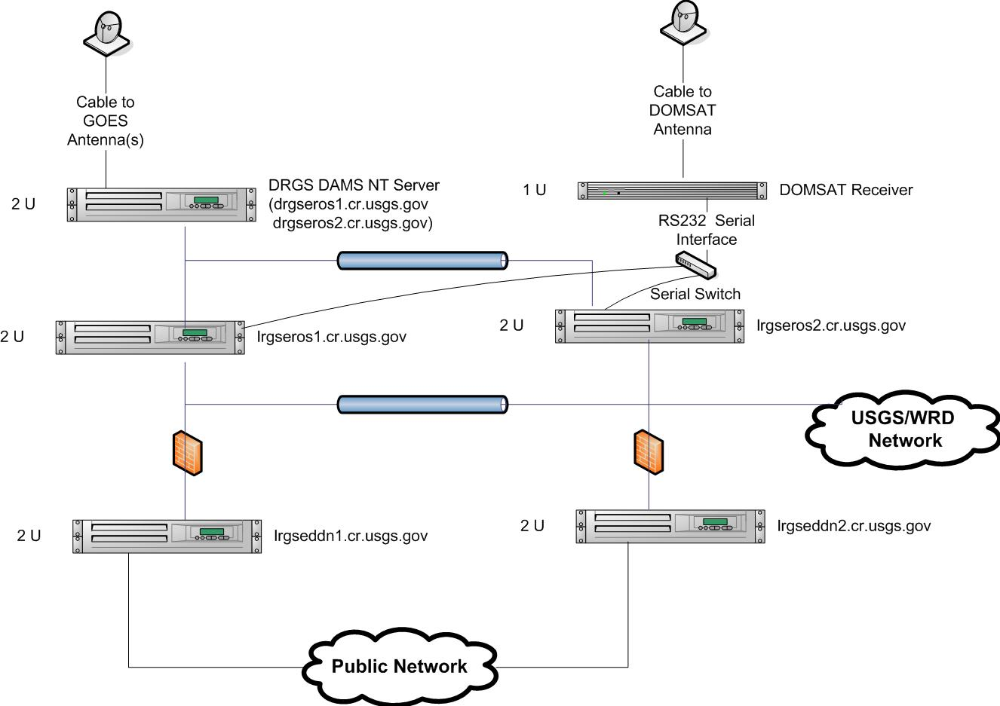 Cable to
GOES
Antenna(s)
Cable to
DOMSAT
Antenna
2 U
DRGS DAMS NT Server
(drgseros1.cr.usgs.gov
drgseros2.cr.usgs.gov)
1 U
DOMSAT Receiver
RS232 Serial
Interface
Serial Switch
2 U
lrgseros1.cr.usgs.gov
2 U
lrgseros2.cr.usgs.gov
USGS/WRD
Network
2 U
lrgseddn1.cr.usgs.gov
2 U
lrgseddn2.cr.usgs.gov
Public Network